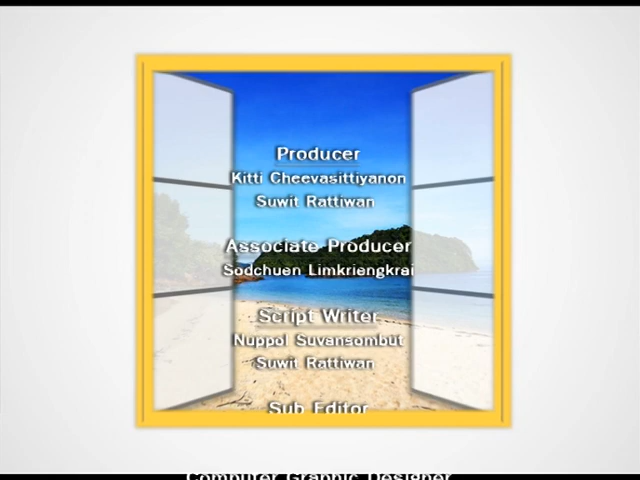 Producer
Kitti Cheevasittiyanon
Suwit Rattiwan
Associate Producer
Sodchuen Limkriengkrai
Script Writer
Nuppol Suvansombut
Suwit Rattiwan
Sub Editor
Computer Graphic Designer